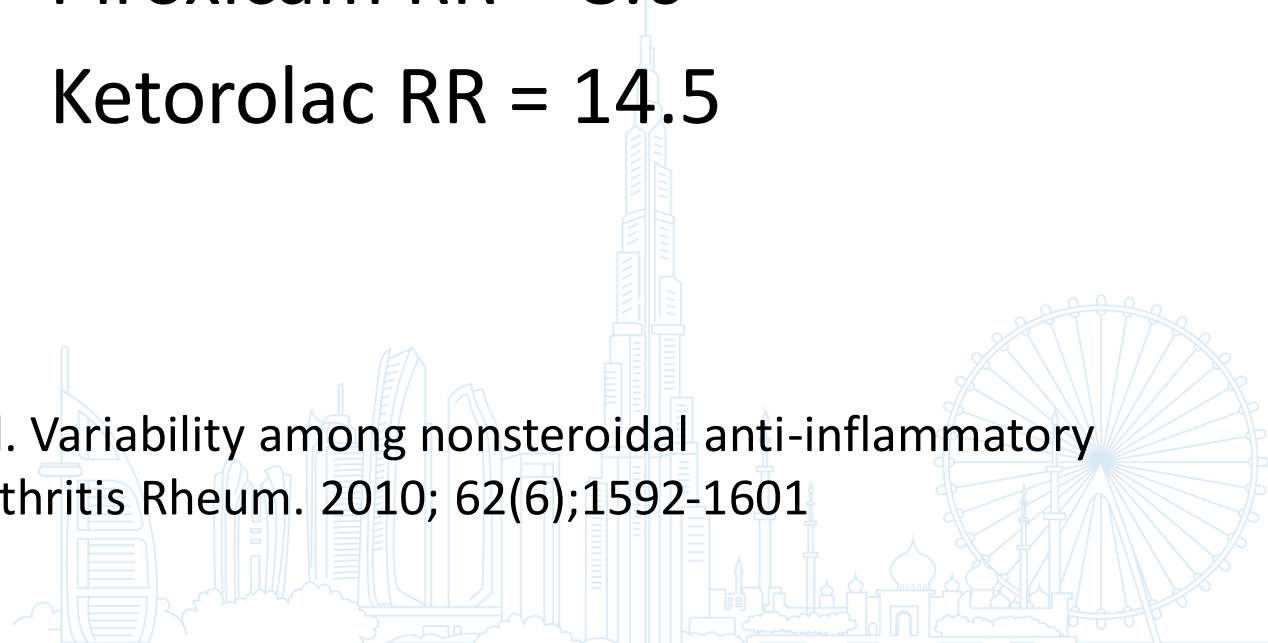 Ketorolac RR = 14.5
. Variability among nonsteroidal anti-inflammatory
thritis Rheum. 2010; 62(6);1592-1601